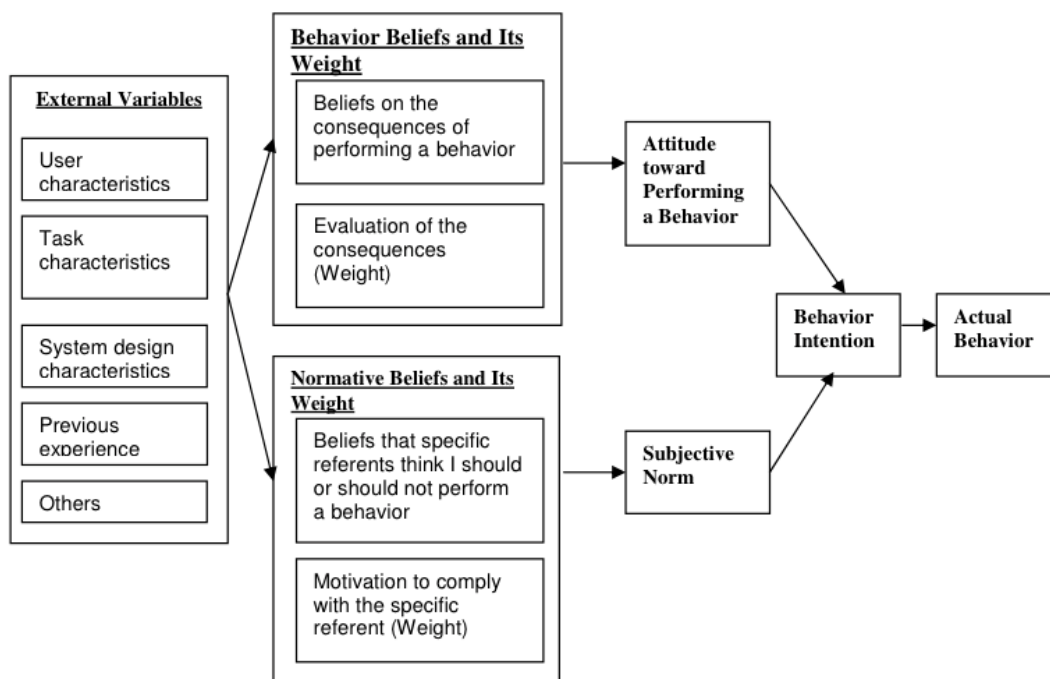 External Variables
User
characteristics
Task
characteristics
System design
characteristics
Previous
experience
Others
Behavior Beliefs and Its
Weight
Beliefs on the
consequences of
performing a behavior
Evaluation of the
consequences
(Weight)
Normative Beliefs and Its
Weight
Beliefs that specific
referents think I should
or should not perform
a behavior
Motivation to comply
with the specific
referent (Weight)
Attitude
toward
Performing
a Behavior
Subjective
Norm
Behavior
Intention
Actual
Behavior